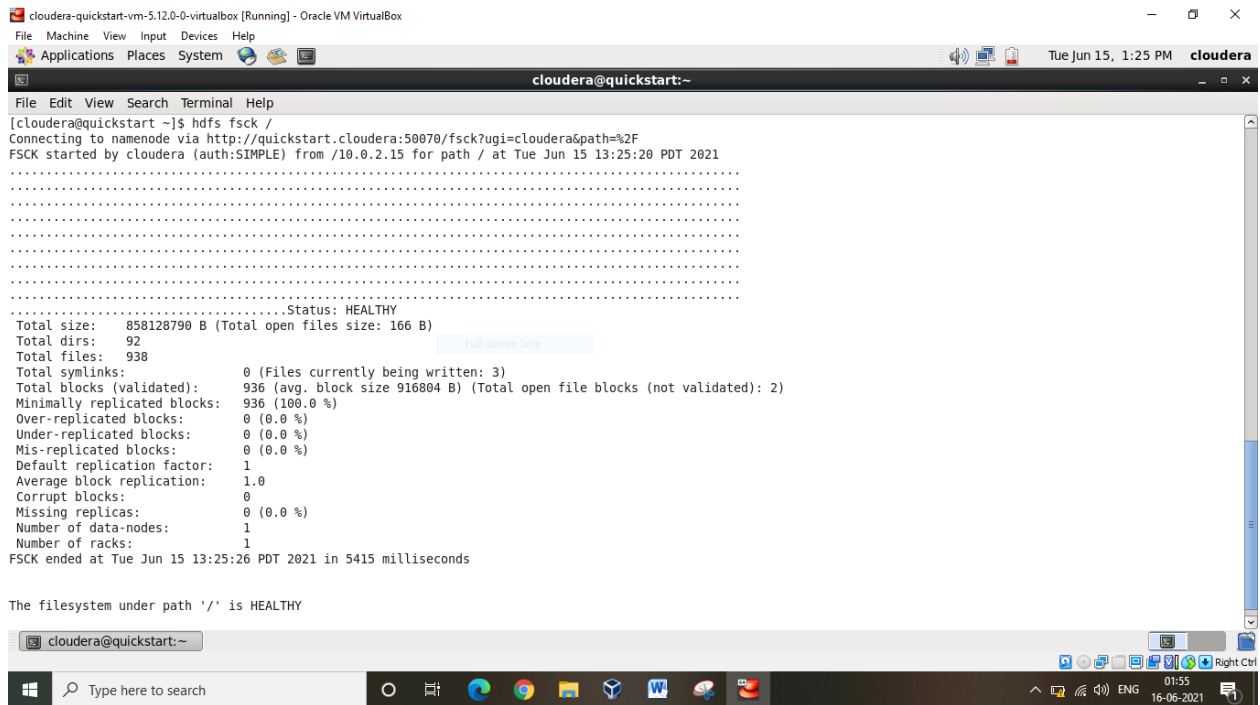 cloudera-quickstart-vm-5.12.0-0-virtualbox [Running] - Oracle VM VirtualBox
File Machine View Input Devices Help
Applications Places System Tue Jun 15, 1:25 PM cloudera
cloudera@quickstart:~
File Edit View Search Terminal Help
[cloudera@quickstart ~]$ hdfs fsck /
Connecting to namenode via http://quickstart.cloudera:50070/fsck?ugi=cloudera&path=%2F
FSCK started by cloudera (auth:SIMPLE) from /10.0.2.15 for path / at Tue Jun 15 13:25:20 PDT 2021
....................................................................................................
....................................................................................................
....................................................................................................
....................................................................................................
....................................................................................................
....................................................................................................
....................................................................................................
....................................................................................................
....................................................................................................
......................................Status: HEALTHY
Total size: 858128790 B (Total open files size: 166 B)
Total dirs: 92
Full-screen Snip
Total files: 938
Total symlinks: 0 (Files currently being written: 3)
Total blocks (validated): 936 (avg. block size 916804 B) (Total open file blocks (not validated): 2)
Minimally replicated blocks: 936 (100.0 %)
Over-replicated blocks: 0 (0.0 %)
Under-replicated blocks: 0 (0.0 %)
Mis-replicated blocks: 0 (0.0 %)
Default replication factor: 1
Average block replication: 1.0
Corrupt blocks: 0
Missing replicas: 0 (0.0 %)
Number of data-nodes: 1
Number of racks: 1
FSCK ended at Tue Jun 15 13:25:26 PDT 2021 in 5415 milliseconds
The filesystem under path '/' is HEALTHY
cloudera@quickstart:~
Right Ctrl
Type here to search
ENG
01:55
16-06-2021